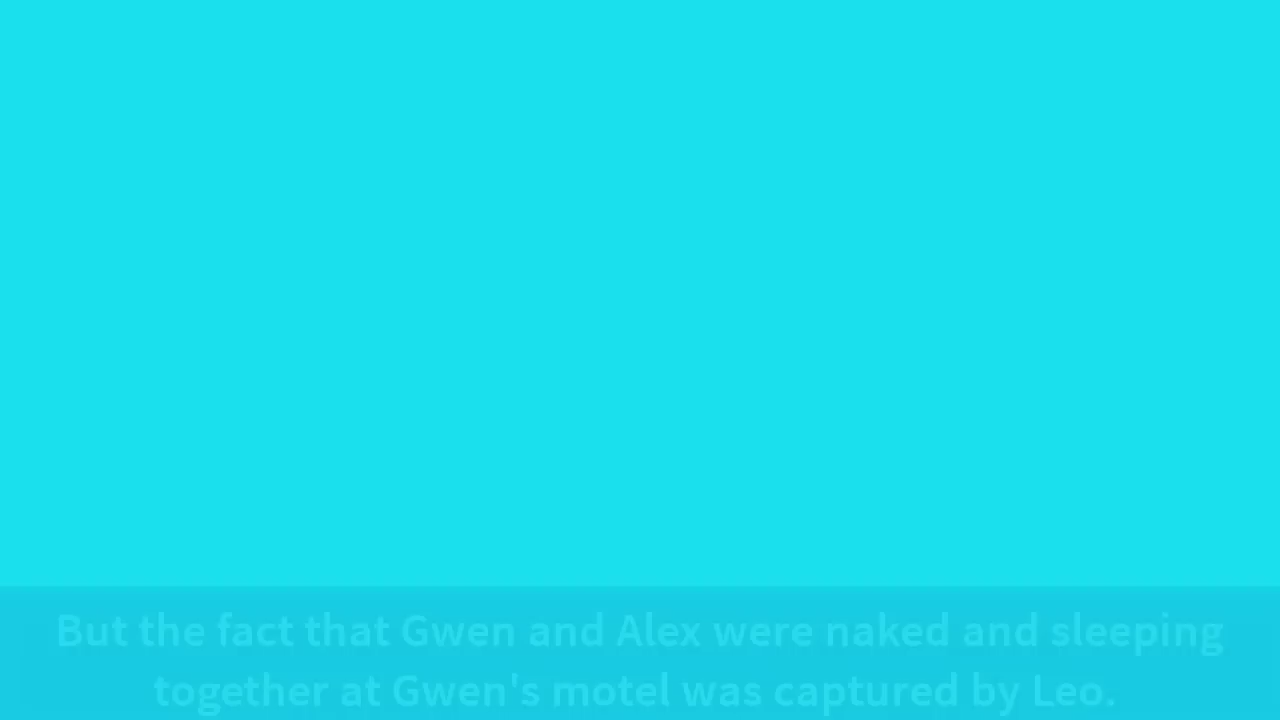 But the fact that Gwen and Alex were naked and sleeping
together at Gwen's motel was captured by Leo.